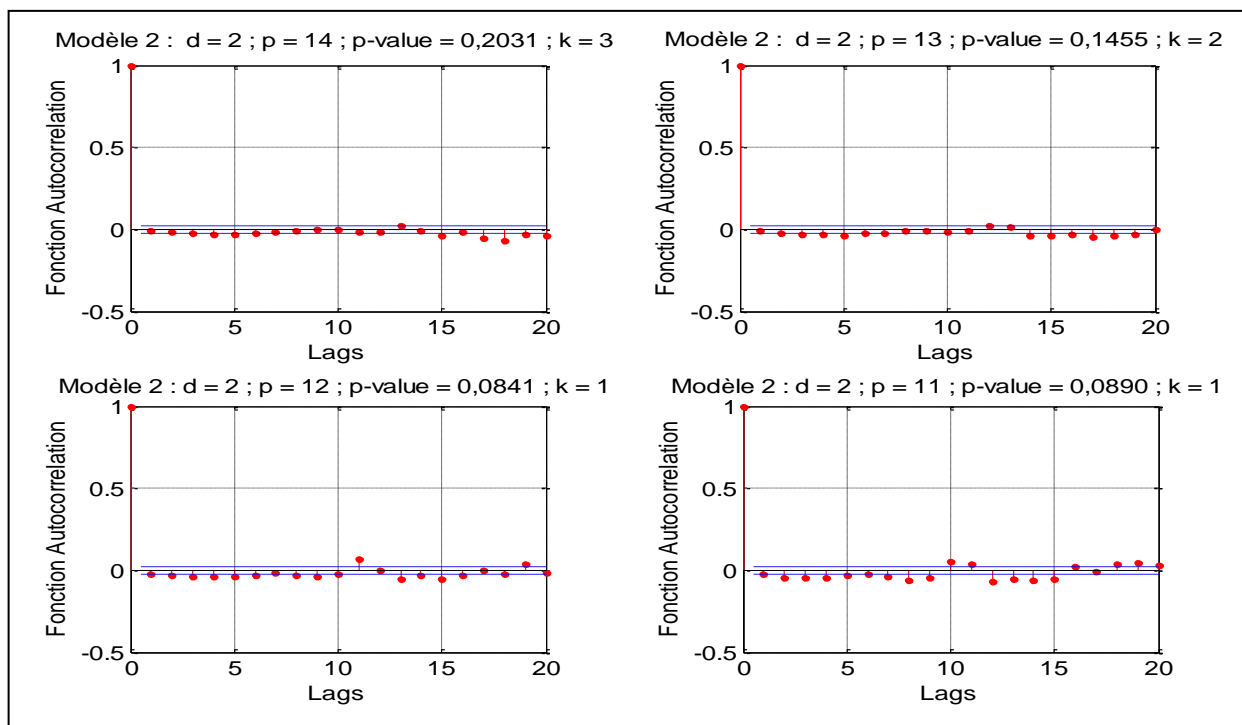 Modèle 2 : d = 2 ; p = 14 ; p-value = 0,2031 ; k = 3
1
0.5
0
-0.5
Fonction Autocorrelation
0 5 10 15 20
Lags
Modèle 2 : d = 2 ; p = 13 ; p-value = 0,1455 ; k = 2
1
0.5
0
-0.5
Fonction Autocorrelation
0 5 10 15 20
Lags
Modèle 2 : d = 2 ; p = 12 ; p-value = 0,0841 ; k = 1
1
0.5
0
-0.5
Fonction Autocorrelation
0 5 10 15 20
Lags
Modèle 2 : d = 2 ; p = 11 ; p-value = 0,0890 ; k = 1
1
0.5
0
-0.5
Fonction Autocorrelation
0 5 10 15 20
Lags